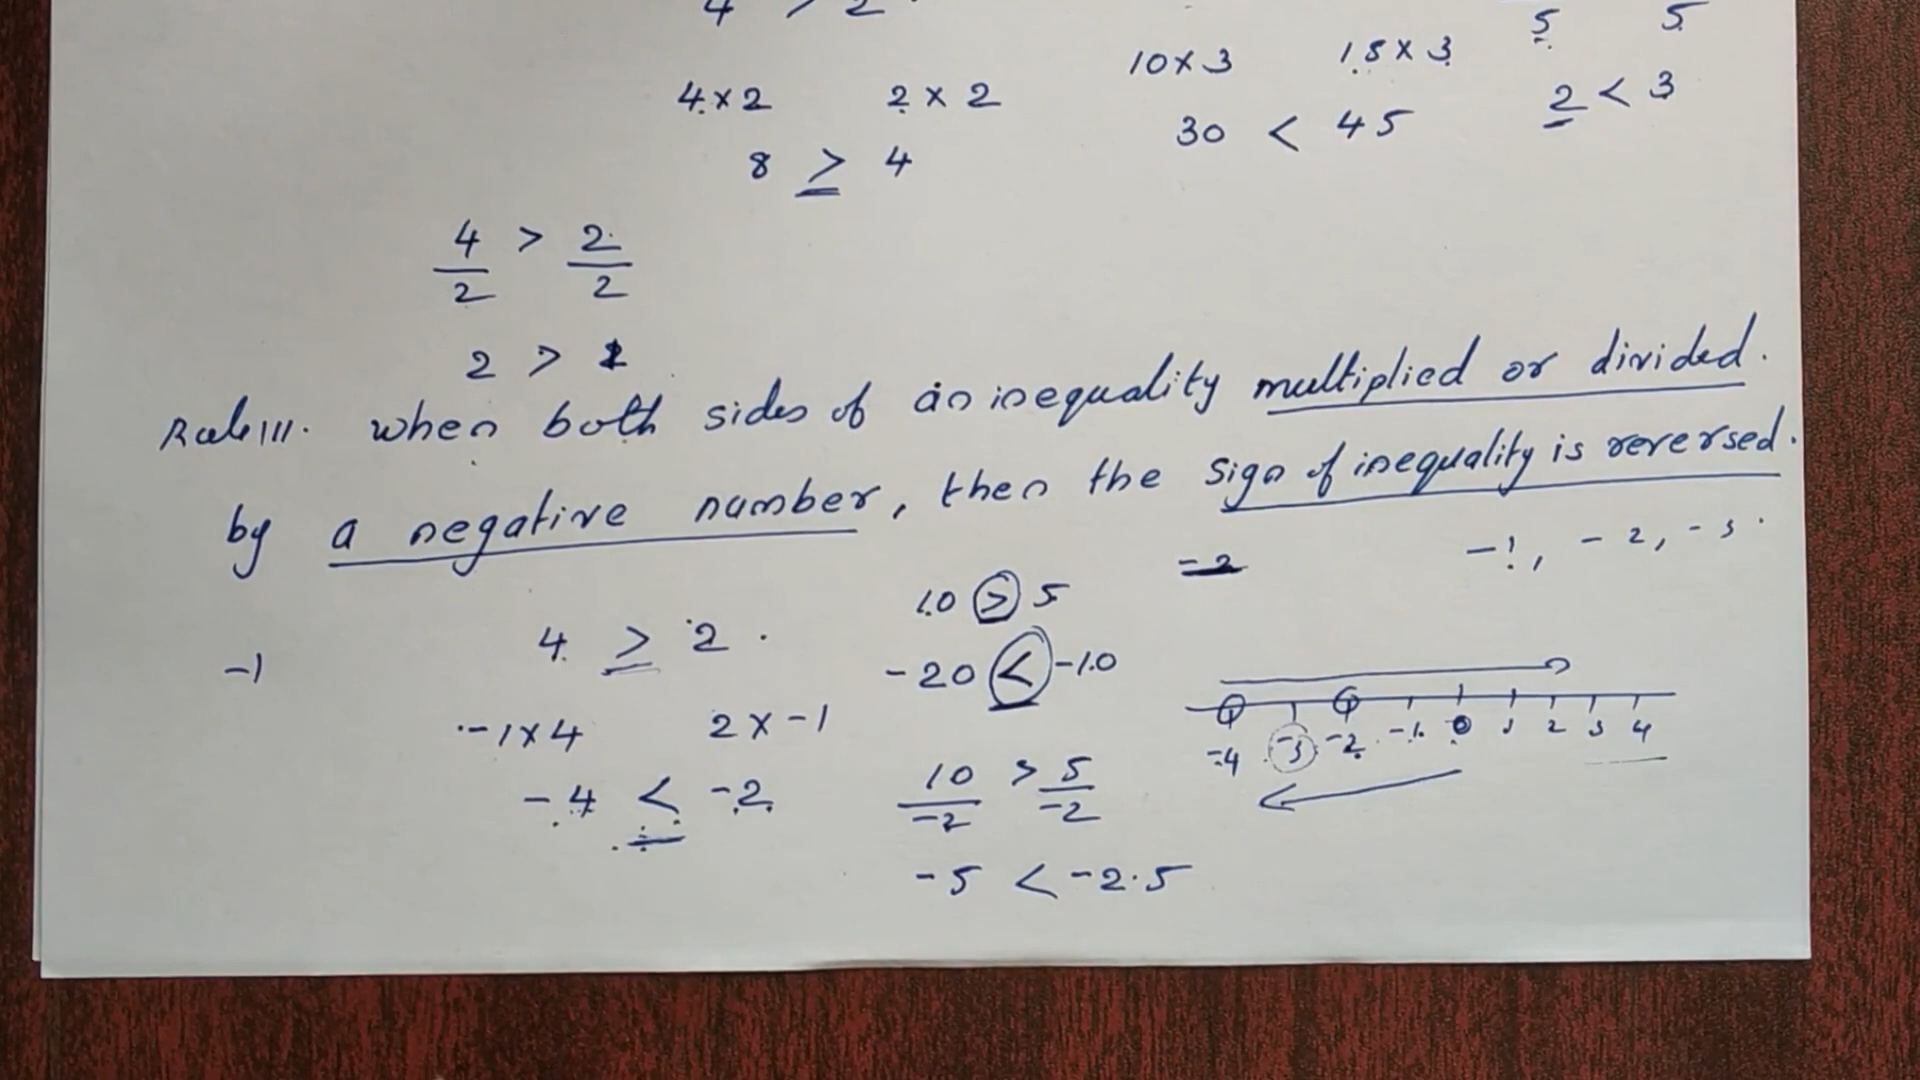 4 > 2
5 5
10 x 3 15 x 3
4 x 2 2 x 2
2 < 3
30 < 45
8 > 4
4 > 2
2 2
2 > 1
Rule III. when both sides of an inequality multiplied or divided.
by a negative number, then the sign of inequality is reversed.
-2 -1, -2, -3
10 > 5
-1 4 > 2
-20 < -10
-1 x 4 2 x -1
-4 -3 -2 -1 0 1 2 3 4
-4 < -2
10 > 5
-2 -2
-5 < -2.5